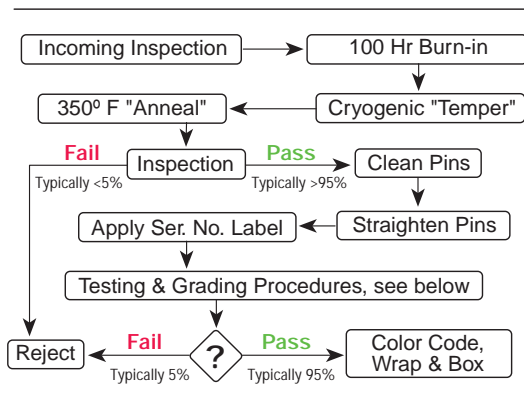 Incoming Inspection
100 Hr Burn-in
350º F "Anneal"
Cryogenic "Temper"
Fail
Typically <5%
Inspection
Pass
Typically >95%
Clean Pins
Apply Ser. No. Label
Straighten Pins
Testing & Grading Procedures, see below
Reject
Fail
Typically 5%
?
Pass
Typically 95%
Color Code,
Wrap & Box